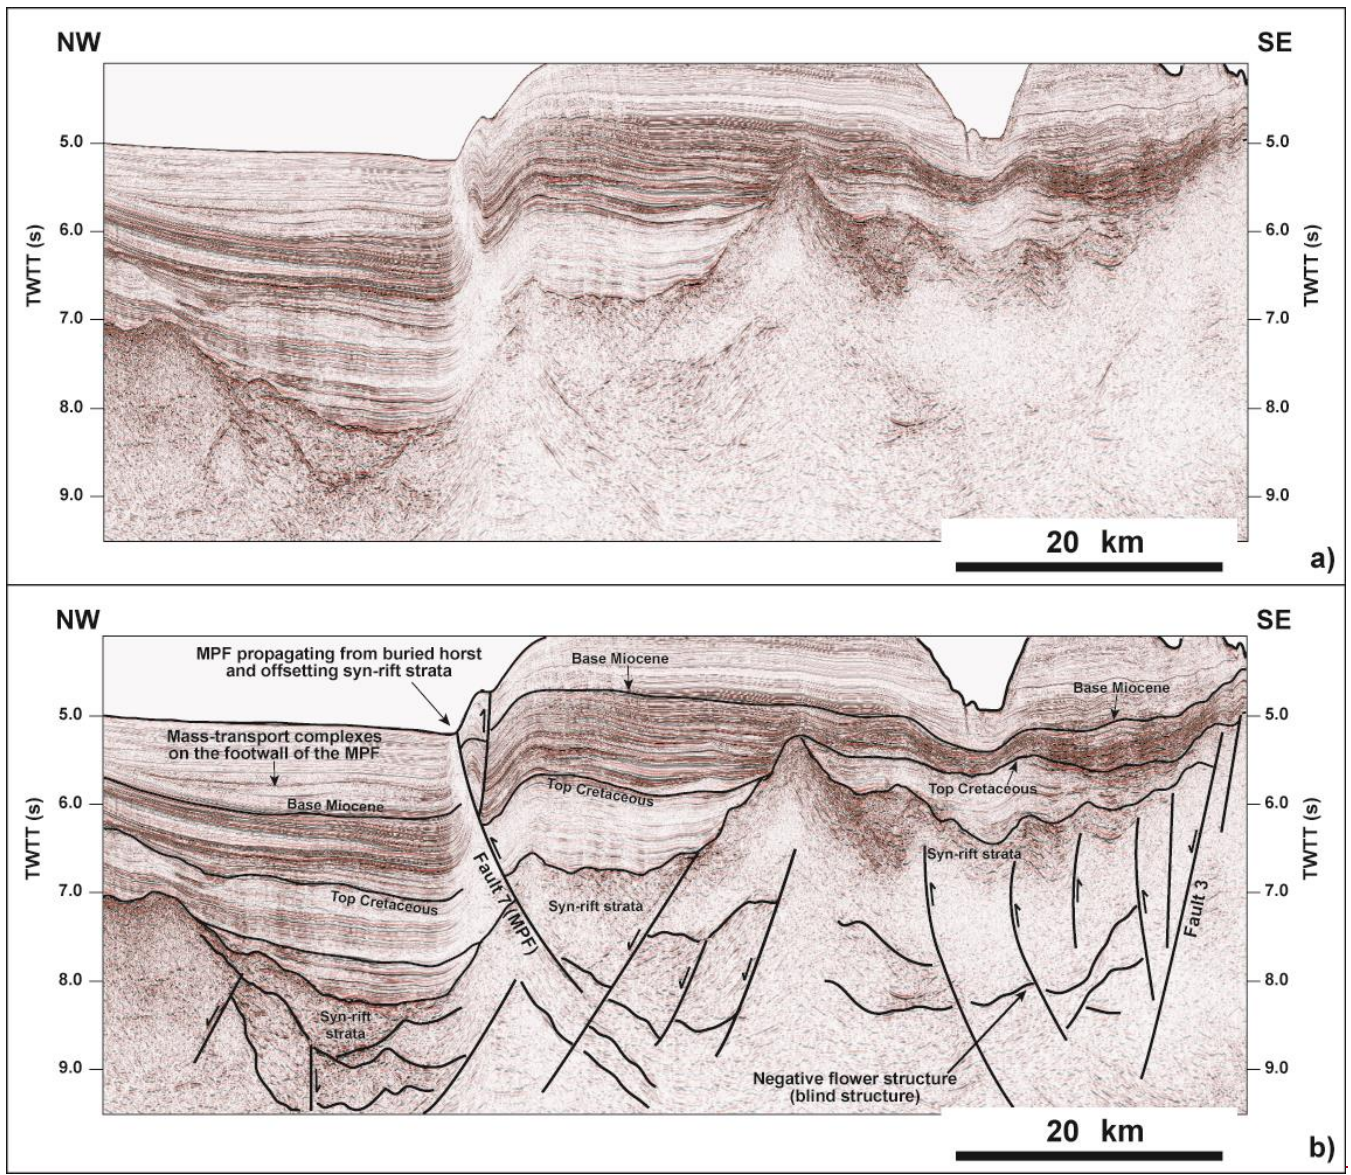 NW
SE
5.0
5.0
6.0
6.0
TWTT (s)
TWTT (s)
7.0
7.0
8.0
8.0
9.0
9.0
20 km
a)
NW
SE
MPF propagating from buried horst
and offsetting syn-rift strata
Base Miocene
Base Miocene
5.0
5.0
Mass-transport complexes
on the footwall of the MPF
Base Miocene
Top Cretaceous
Top Cretaceous
6.0
6.0
TWTT (s)
TWTT (s)
Syn-rift strata
Fault 7 (MPF)
7.0
7.0
Top Cretaceous
Syn-rift strata
Fault 3
8.0
8.0
Syn-rift
strata
9.0
9.0
Negative flower structure
(blind structure)
20 km
b)